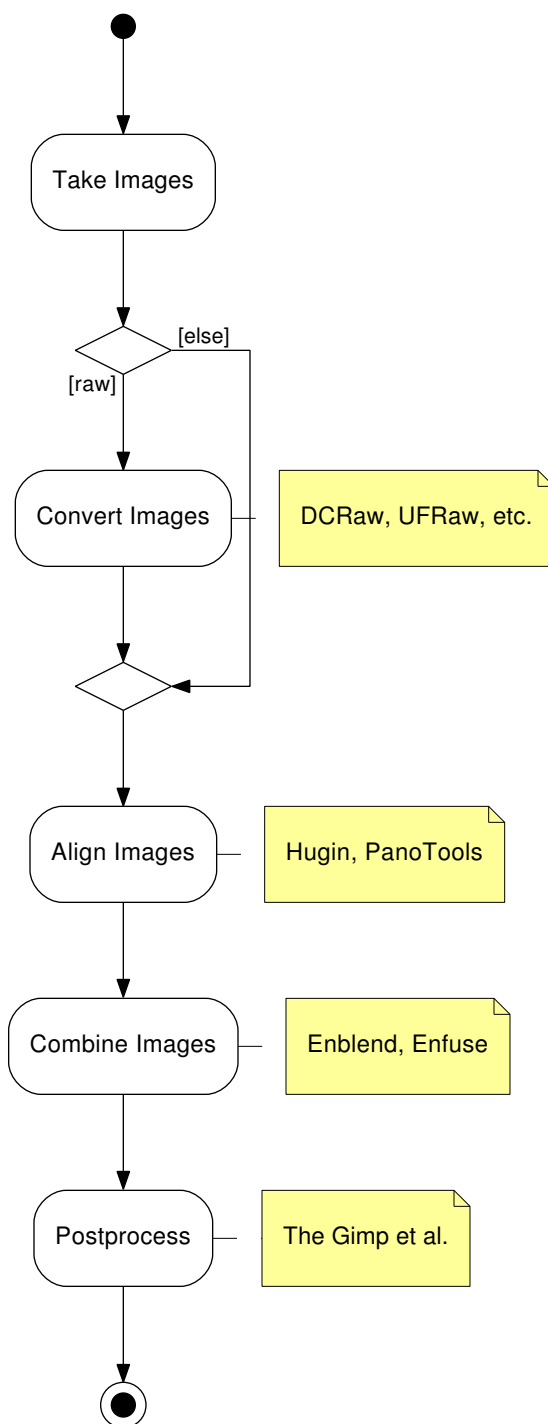 Take Images
[else]
[raw]
Convert Images
DCRaw, UFRaw, etc.
Align Images
Hugin, PanoTools
Combine Images
Enblend, Enfuse
Postprocess
The Gimp et al.